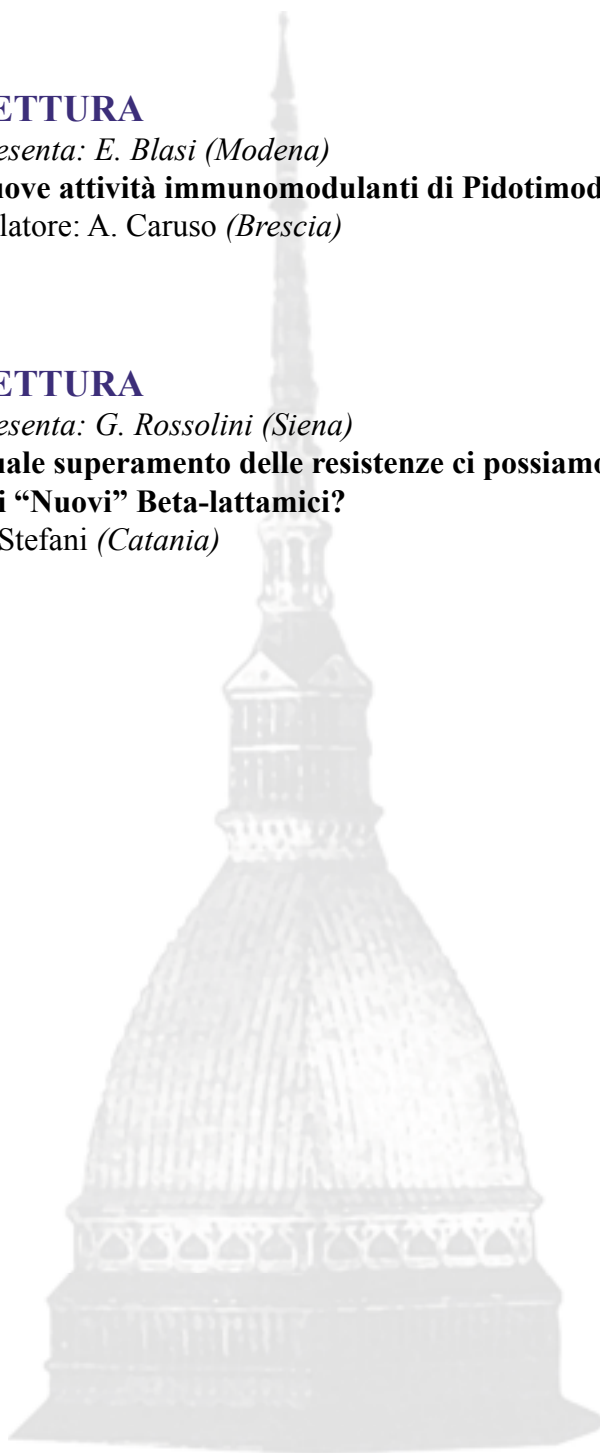 ETTURA
esenta: E. Blasi (Modena)
uove attività immunomodulanti di Pidotimod
latore: A. Caruso (Brescia)
ETTURA
esenta: G. Rossolini (Siena)
uale superamento delle resistenze ci possiamo
i “Nuovi” Beta-lattamici?
Stefani (Catania)